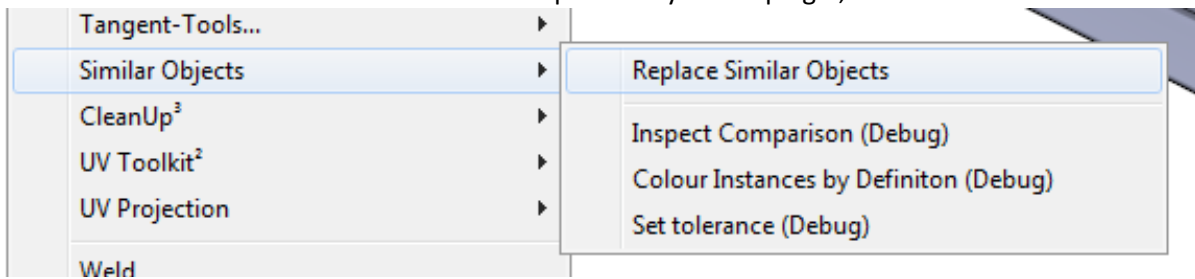 Tangent-Tools...
Similar Objects
CleanUp³
UV Toolkit²
UV Projection
Weld
Replace Similar Objects
Inspect Comparison (Debug)
Colour Instances by Definiton (Debug)
Set tolerance (Debug)